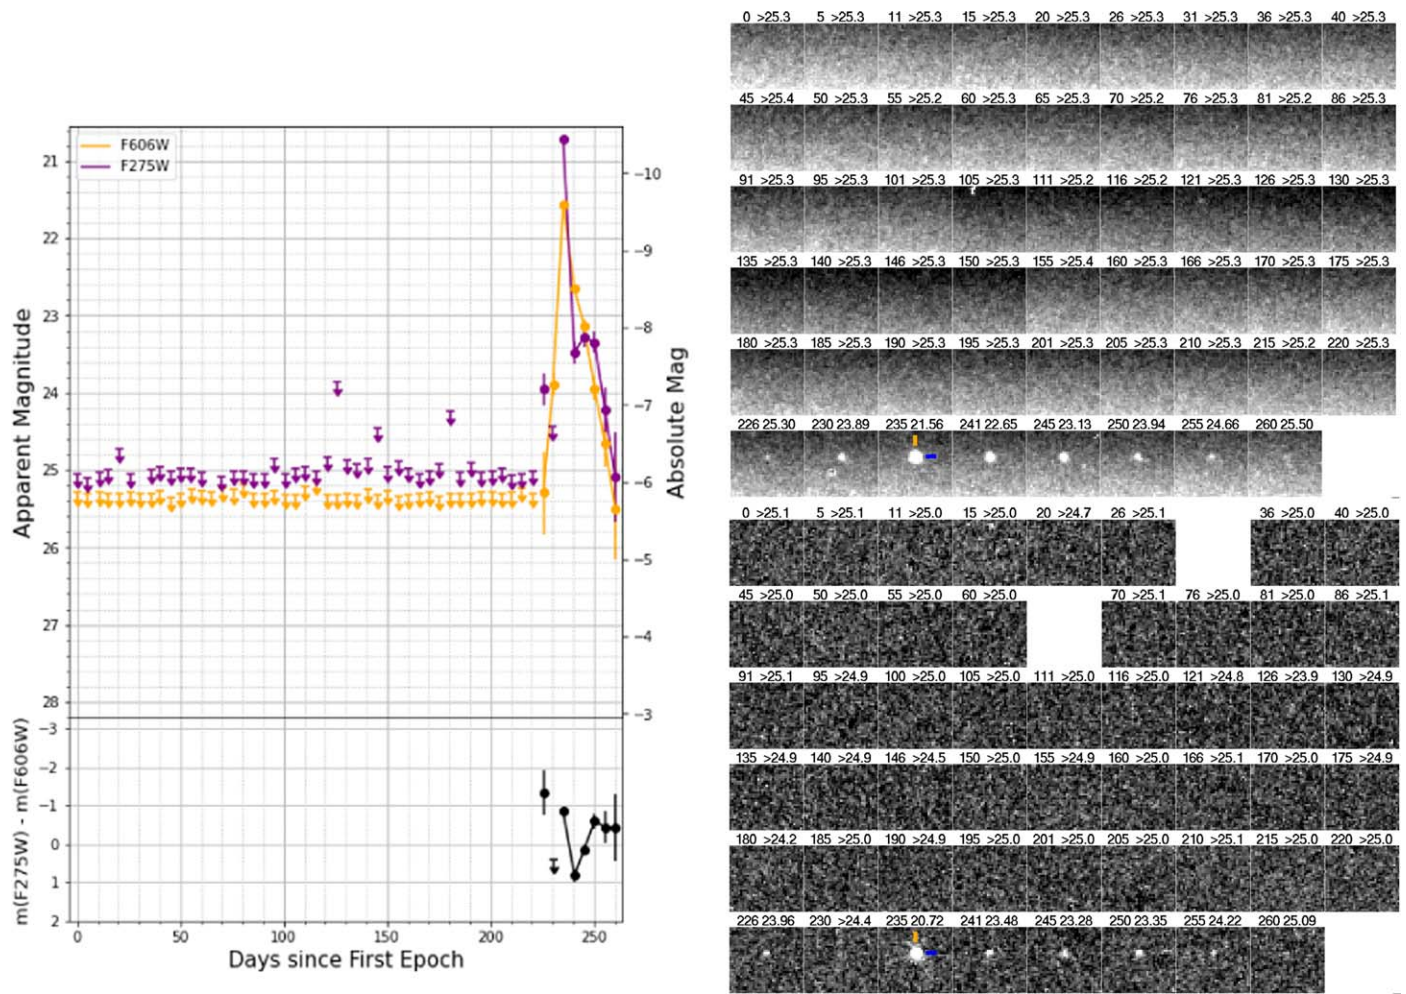 F606W
F275W
21
22
23
24
25
26
27
28
Apparent Magnitude
−10
−9
−8
−7
−6
−5
−4
−3
Absolute Mag
−3
−2
−1
0
1
2
m(F275W) - m(F606W)
0 50 100 150 200 250
Days since First Epoch
0 >25.3 5 >25.3 11 >25.3 15 >25.3 20 >25.3 26 >25.3 31 >25.3 36 >25.3 40 >25.3
45 >25.4 50 >25.3 55 >25.2 60 >25.3 65 >25.3 70 >25.2 76 >25.3 81 >25.2 86 >25.3
91 >25.3 95 >25.3 101 >25.3 105 >25.3 111 >25.2 116 >25.2 121 >25.3 126 >25.3 130 >25.3
135 >25.3 140 >25.3 146 >25.3 150 >25.3 155 >25.4 160 >25.3 166 >25.3 170 >25.3 175 >25.3
180 >25.3 185 >25.3 190 >25.3 195 >25.3 201 >25.3 205 >25.3 210 >25.3 215 >25.2 220 >25.3
226 25.30 230 23.89 235 21.56 241 22.65 245 23.13 250 23.94 255 24.66 260 25.50
0 >25.1 5 >25.1 11 >25.0 15 >25.0 20 >24.7 26 >25.1 36 >25.0 40 >25.0
45 >25.0 50 >25.0 55 >25.0 60 >25.0 70 >25.1 76 >25.0 81 >25.0 86 >25.1
91 >25.1 95 >24.9 100 >25.0 105 >25.0 111 >25.0 116 >25.0 121 >24.8 126 >23.9 130 >24.9
135 >24.9 140 >24.9 146 >24.5 150 >25.0 155 >24.9 160 >25.0 166 >25.1 170 >25.0 175 >24.9
180 >24.2 185 >25.0 190 >24.9 195 >25.0 201 >25.0 205 >25.0 210 >25.1 215 >25.0 220 >25.0
226 23.96 230 >24.4 235 20.72 241 23.48 245 23.28 250 23.35 255 24.22 260 25.09